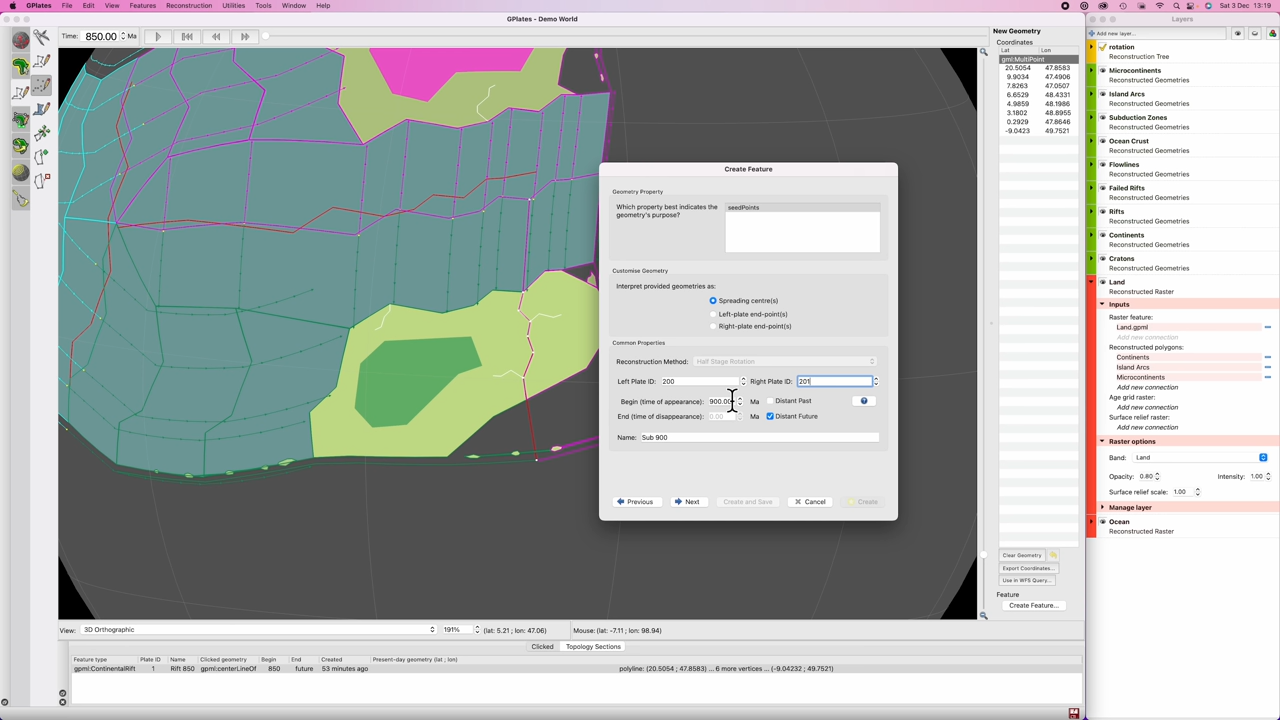 GPlates File Edit View Features Reconstruction Utilities Tools Window Help
Sat 3 Dec 13:19
GPlates - Demo World
Layers
Time: 850.00 Ma
New Geometry
Coordinates
Lat Lon
gml:MultiPoint
20.5054 47.8583
9.9034 47.4906
7.8263 47.0507
6.6529 48.4331
4.9859 48.1986
3.1802 48.8955
0.2929 47.8646
-9.0423 49.7521
Clear Geometry
Export Coordinates...
Use in WFS Query...
Feature
Create Feature...
Create Feature
Geometry Property
Which property best indicates the
geometry's purpose?
seedPoints
Customise Geometry
Interpret provided geometries as:
Spreading centre(s)
Left-plate end-point(s)
Right-plate end-point(s)
Common Properties
Reconstruction Method: Half Stage Rotation
Left Plate ID: 200 Right Plate ID: 201
Begin (time of appearance): 900.00 Ma Distant Past
End (time of disappearance): 0.00 Ma Distant Future
Name: Sub 900
Previous Next Create and Save Cancel Create
Add new layer...
rotation
Reconstruction Tree
Microcontinents
Reconstructed Geometries
Island Arcs
Reconstructed Geometries
Subduction Zones
Reconstructed Geometries
Ocean Crust
Reconstructed Geometries
Flowlines
Reconstructed Geometries
Failed Rifts
Reconstructed Geometries
Rifts
Reconstructed Geometries
Continents
Reconstructed Geometries
Cratons
Reconstructed Geometries
Land
Reconstructed Raster
Inputs
Raster feature:
Land.gpml
Add new connection
Reconstructed polygons:
Continents
Island Arcs
Microcontinents
Add new connection
Age grid raster:
Add new connection
Surface relief raster:
Add new connection
Raster options
Band: Land
Opacity: 0.80 Intensity: 1.00
Surface relief scale: 1.00
Manage layer
Ocean
Reconstructed Raster
View: 3D Orthographic 191% (lat: 5.21 ; lon: 47.06) Mouse: (lat: -7.11 ; lon: 98.94)
Clicked Topology Sections
Feature type Plate ID Name Clicked geometry Begin End Created Present-day geometry (lat ; lon)
gpml:ContinentalRift 1 Rift 850 gpml:centerLineOf 850 future 53 minutes ago polyline: (20.5054 ; 47.8583) ... 6 more vertices ... (-9.04232 ; 49.7521)